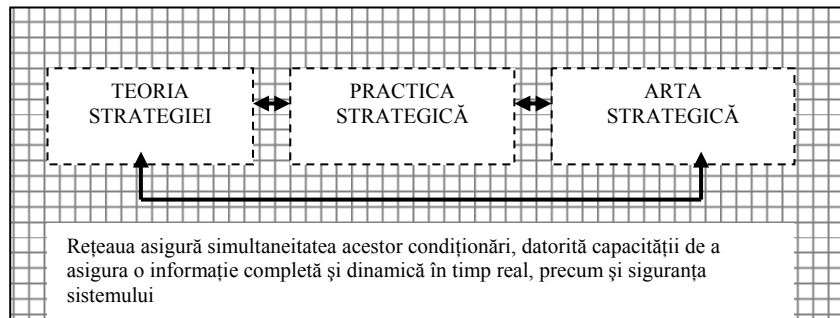 TEORIA
STRATEGIEI
PRACTICA
STRATEGICĂ
ARTA
STRATEGICĂ
Rețeaua asigură simultaneitatea acestor condiționări, datorită capacității de a
asigura o informație completă şi dinamică în timp real, precum şi siguranța
sistemului